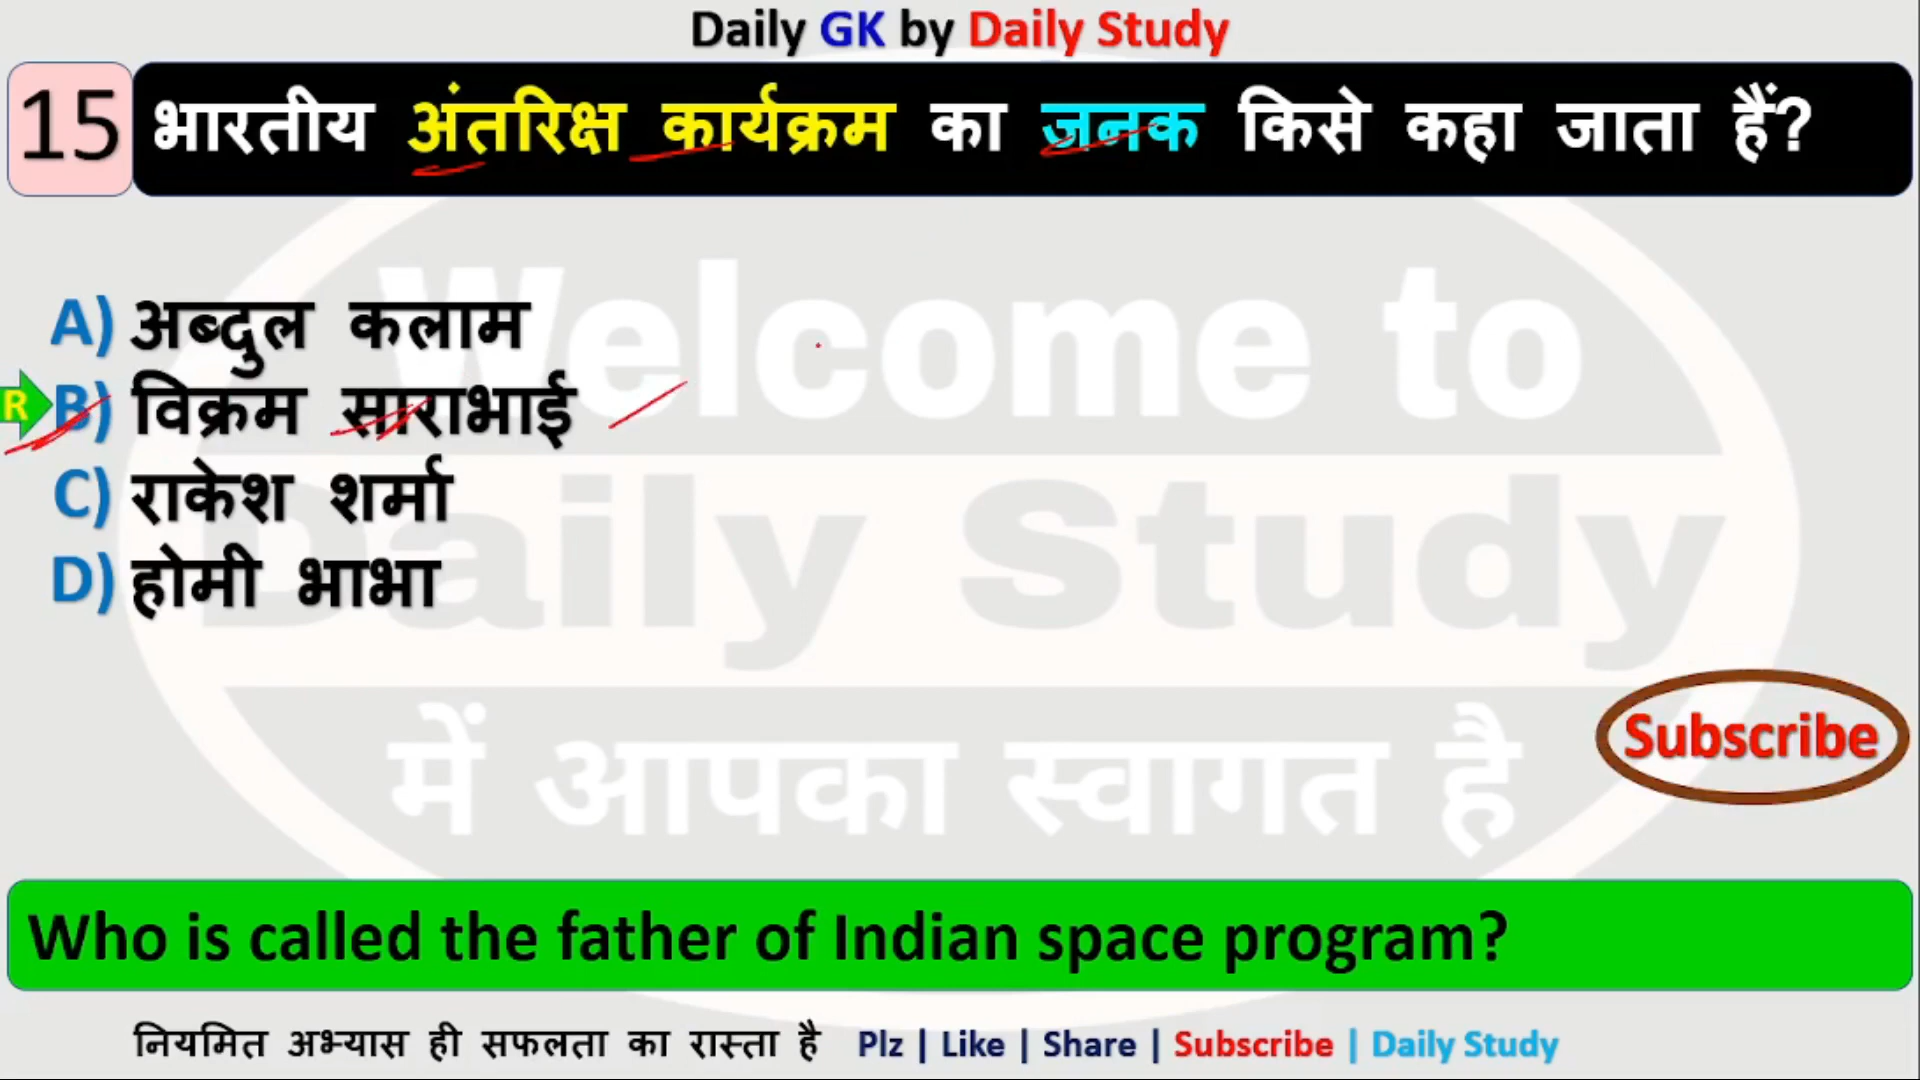 Daily GK by Daily Study
15 भारतीय अंतरिक्ष कार्यक्रम का जनक किसे कहा जाता हैं?
Welcome to
Daily Study
में आपका स्वागत है
A) अब्दुल कलाम
R B) विक्रम साराभाई
C) राकेश शर्मा
D) होमी भाभा
Subscribe
Who is called the father of Indian space program?
नियमित अभ्यास ही सफलता का रास्ता है Plz | Like | Share | Subscribe | Daily Study